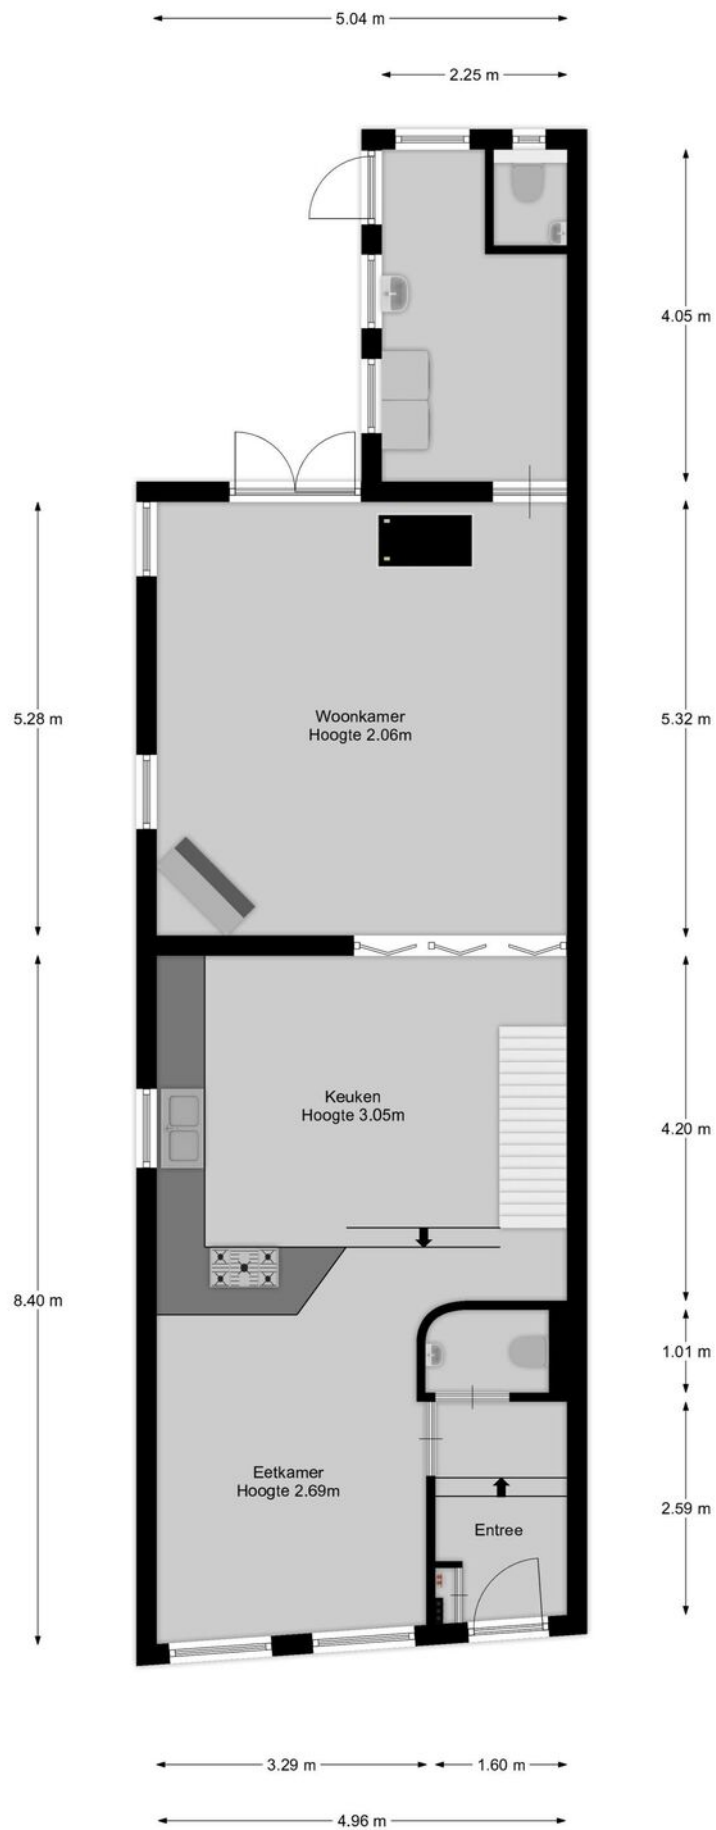 5.04 m
2.25 m
4.05 m
5.28 m
Woonkamer
Hoogte 2.06m
5.32 m
Keuken
Hoogte 3.05m
4.20 m
8.40 m
1.01 m
Eetkamer
Hoogte 2.69m
2.59 m
Entree
3.29 m
1.60 m
4.96 m